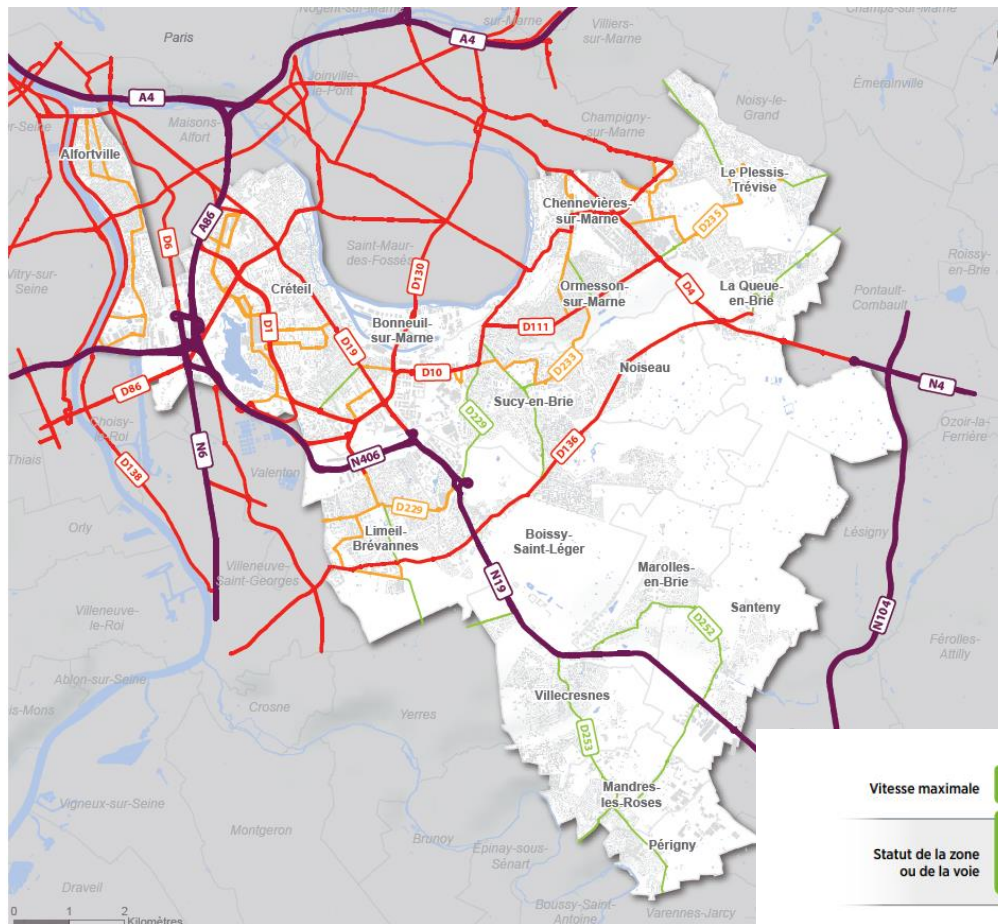 Nogent-sur-Marne
sur-Marne
Villiers-
sur-Marne
Champs-sur-Marne
Paris
A4
Joinville-
le-Pont
Émerainville
A4
Noisy-le-
Grand
Maisons-
Alfort
Champigny-
sur-Marne
Alfortville
Le Plessis-
Trévise
Chennevières-
sur-Marne
A86
D235
D6
Saint-Maur-
des-Fossés
Roissy-
en-Brie
Vitry-sur-
Seine
D130
Créteil
Ormesson-
sur-Marne
D4
La Queue-
en-Brie
Pontault-
Combault
D1
Bonneuil-
sur-Marne
D111
D19
D233
Noiseau
D10
N4
D86
Sucy-en-Brie
D229
Ozoir-la-
Ferrière
Choisy-
le-Roi
D136
Thiais
N6
N406
D138
Valenton
D229
Orly
Limeil-
Brévannes
Boissy-
Saint-Léger
Lésigny
Villeneuve-
Saint-Georges
Marolles-
en-Brie
N19
Villeneuve-
le-Roi
Santeny
D252
N104
Férolles-
Attilly
Ablon-sur-Seine
Villecresnes
is-Mons
Crosne
Yerres
D253
Mandres-
les-Roses
Vitesse maximale
Vigneux-sur-Seine
Montgeron
Brunoy
Épinay-sous-
Sénart
Périgny
Statut de la zone
ou de la voie
Draveil
Boussy-Saint-
Antoine
Varennes-Jarcy
0 1 2
Kilomètres